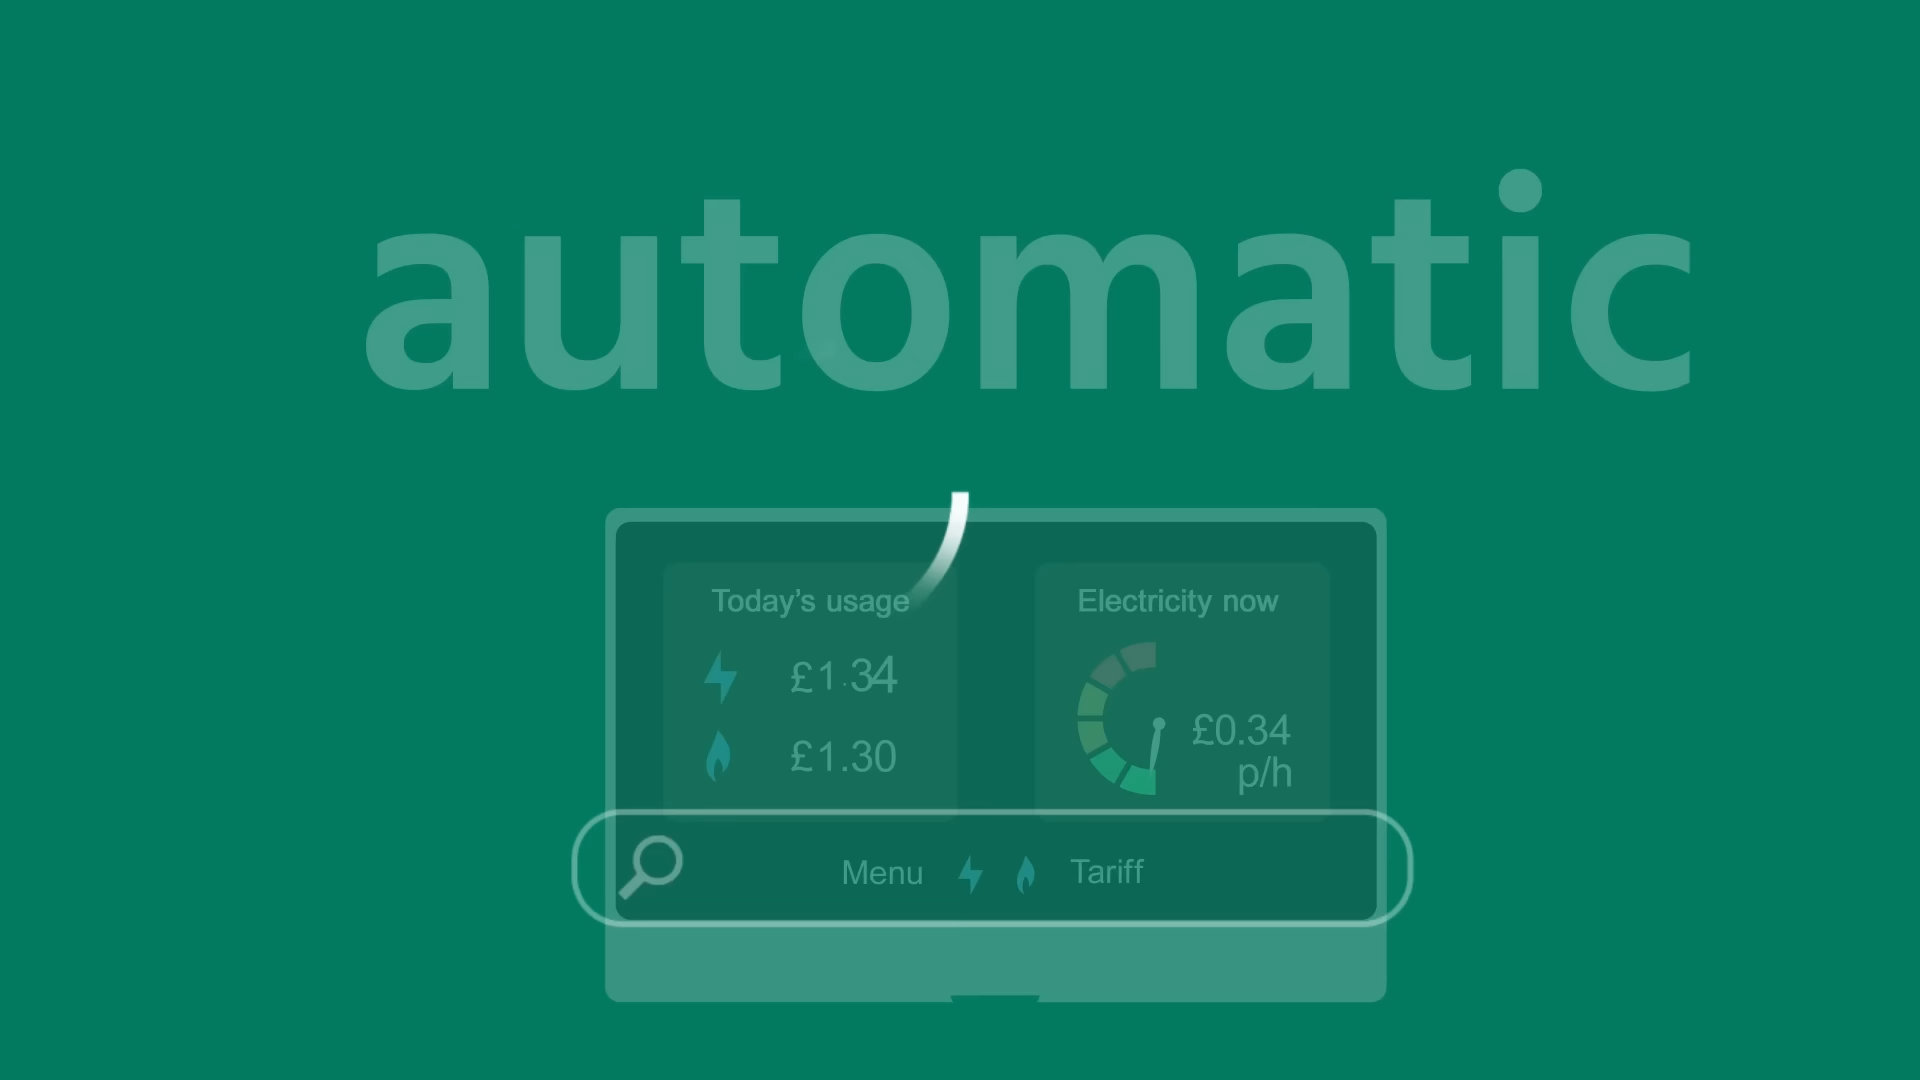 automatic
Today's usage
£1.34
£1.30
Electricity now
£0.34
p/h
Menu
Tariff